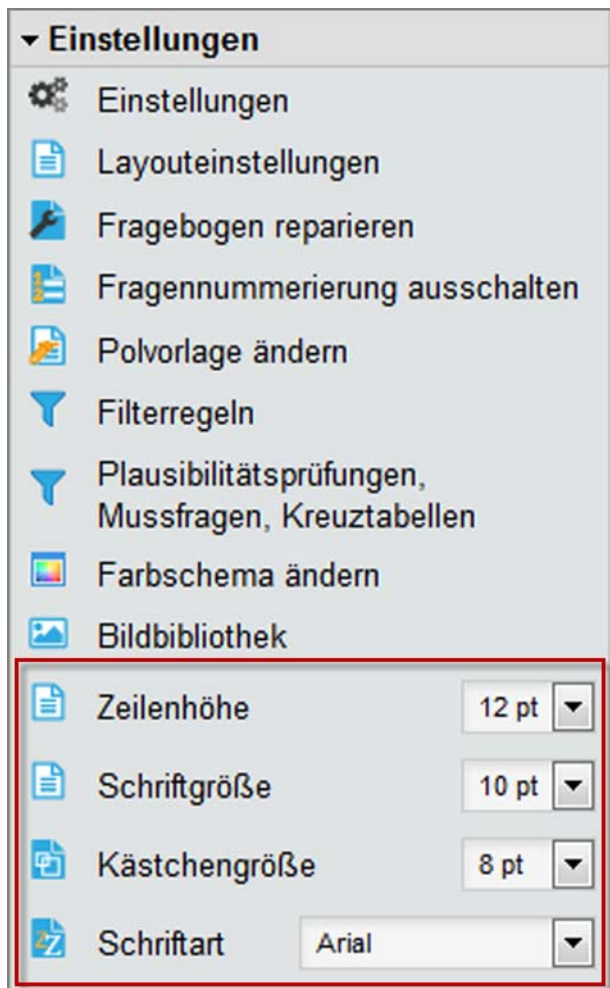 Einstellungen
Einstellungen
Layouteinstellungen
Fragebogen reparieren
Fragennummerierung ausschalten
Polvorlage ändern
Filterregeln
Plausibilitätsprüfungen,
Mussfragen, Kreuztabellen
Farbschema ändern
Bildbibliothek
Zeilenhöhe 12 pt
Schriftgröße 10 pt
Kästchengröße 8 pt
Schriftart Arial